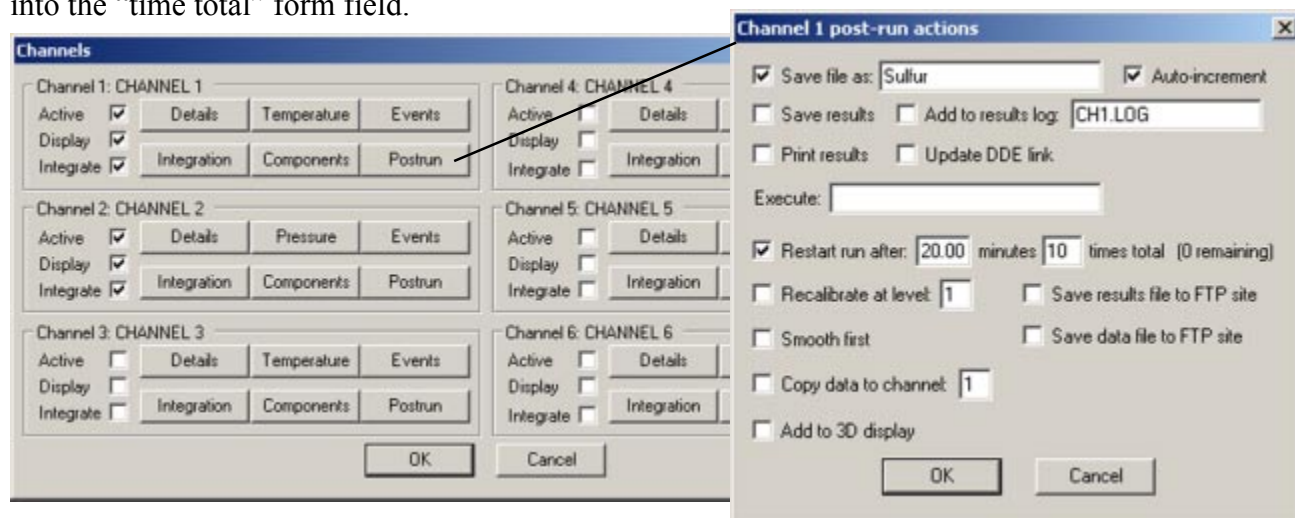 into the “time total” form field.
Channels
Channel 1: CHANNEL 1
Active Details Temperature Events
Display
Integrate Integration Components Postrun
Channel 2: CHANNEL 2
Active Details Pressure Events
Display
Integrate Integration Components Postrun
Channel 3: CHANNEL 3
Active Details Temperature Events
Display
Integrate Integration Components Postrun
Channel 4: CHANNEL 4
Active Details
Display
Integrate Integration
Channel 5: CHANNEL 5
Active Details
Display
Integrate Integration
Channel 6: CHANNEL 6
Active Details
Display
Integrate Integration
OK Cancel
Channel 1 post-run actions
Save file as: Sulfur Auto-increment
Save results Add to results log: CH1.LOG
Print results Update DDE link
Execute:
Restart run after: 20.00 minutes 10 times total (0 remaining)
Recalibrate at level: 1 Save results file to FTP site
Smooth first Save data file to FTP site
Copy data to channel: 1
Add to 3D display
OK Cancel